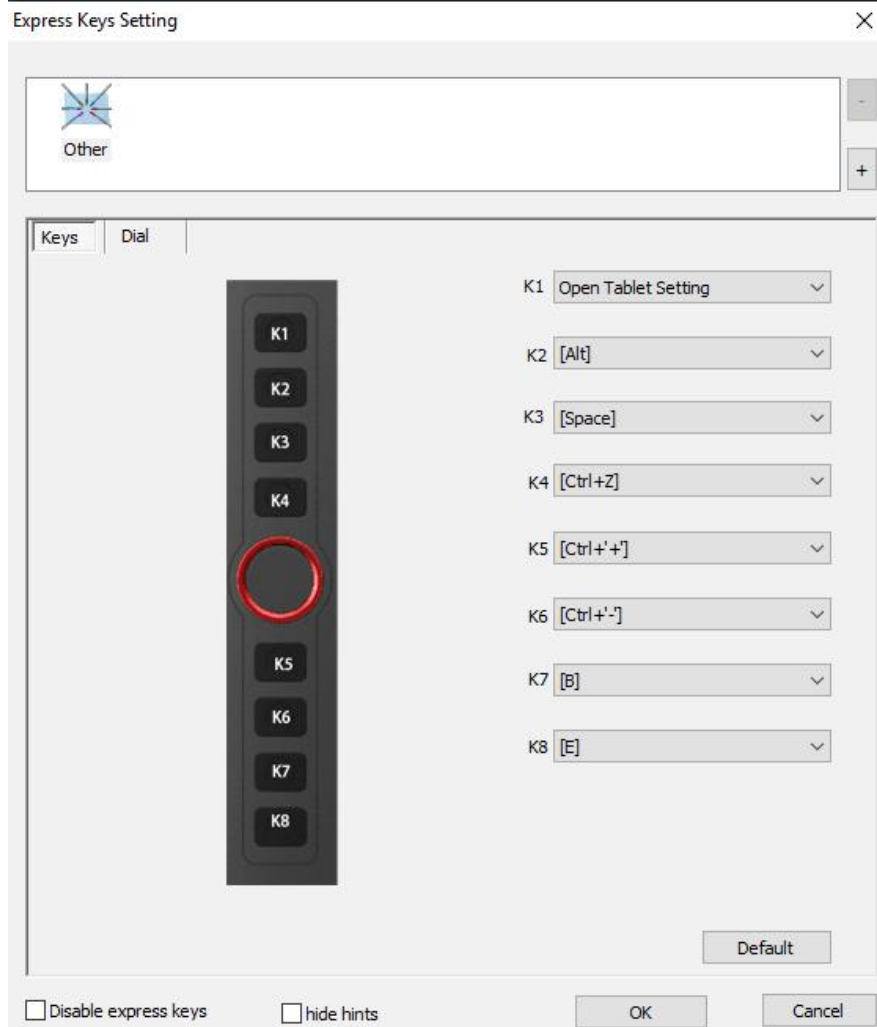 Express Keys Setting
Other
-
+
Keys Dial
K1
K2
K3
K4
K5
K6
K7
K8
K1 Open Tablet Setting
K2 [Alt]
K3 [Space]
K4 [Ctrl+Z]
K5 [Ctrl+'+']
K6 [Ctrl+'-']
K7 [B]
K8 [E]
Default
Disable express keys hide hints OK Cancel